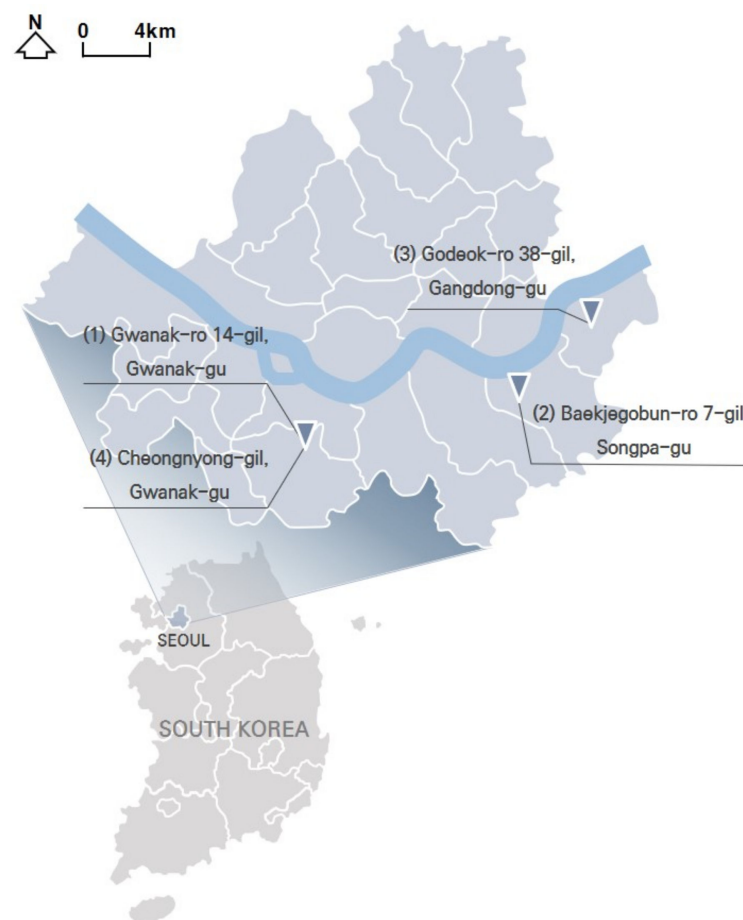 N
0 4km
(3) Godeok-ro 38-gil,
Gangdong-gu
(1) Gwanak-ro 14-gil,
Gwanak-gu
(2) Baekjegobun-ro 7-gil
Songpa-gu
(4) Cheongnyong-gil,
Gwanak-gu
SEOUL
SOUTH KOREA